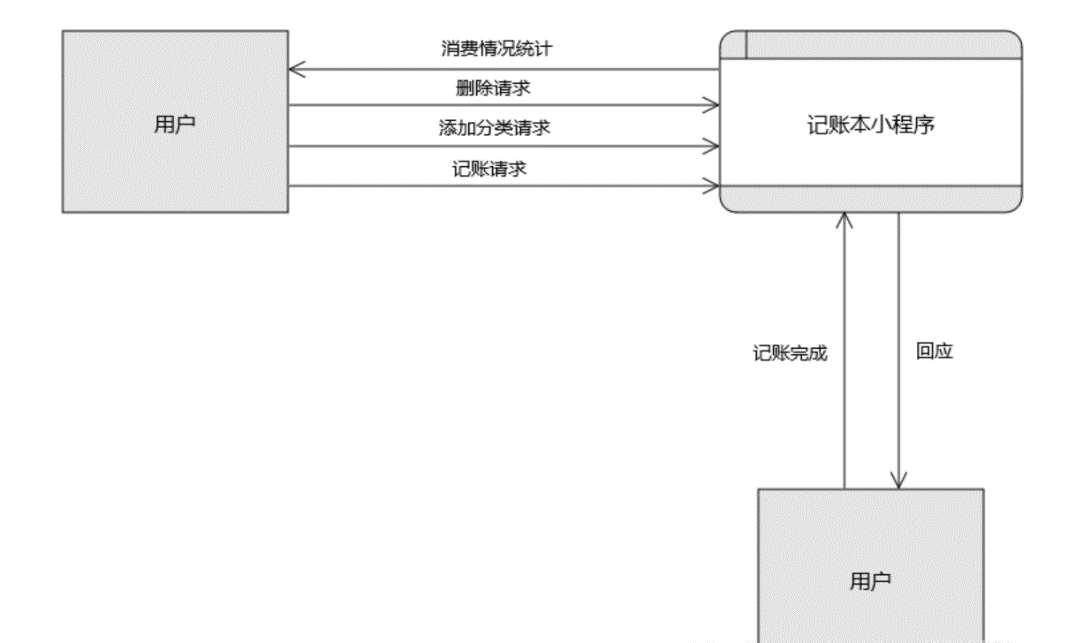 消费情况统计
删除请求
用户
添加分类请求
记账本小程序
记账请求
记账完成
回应
用户